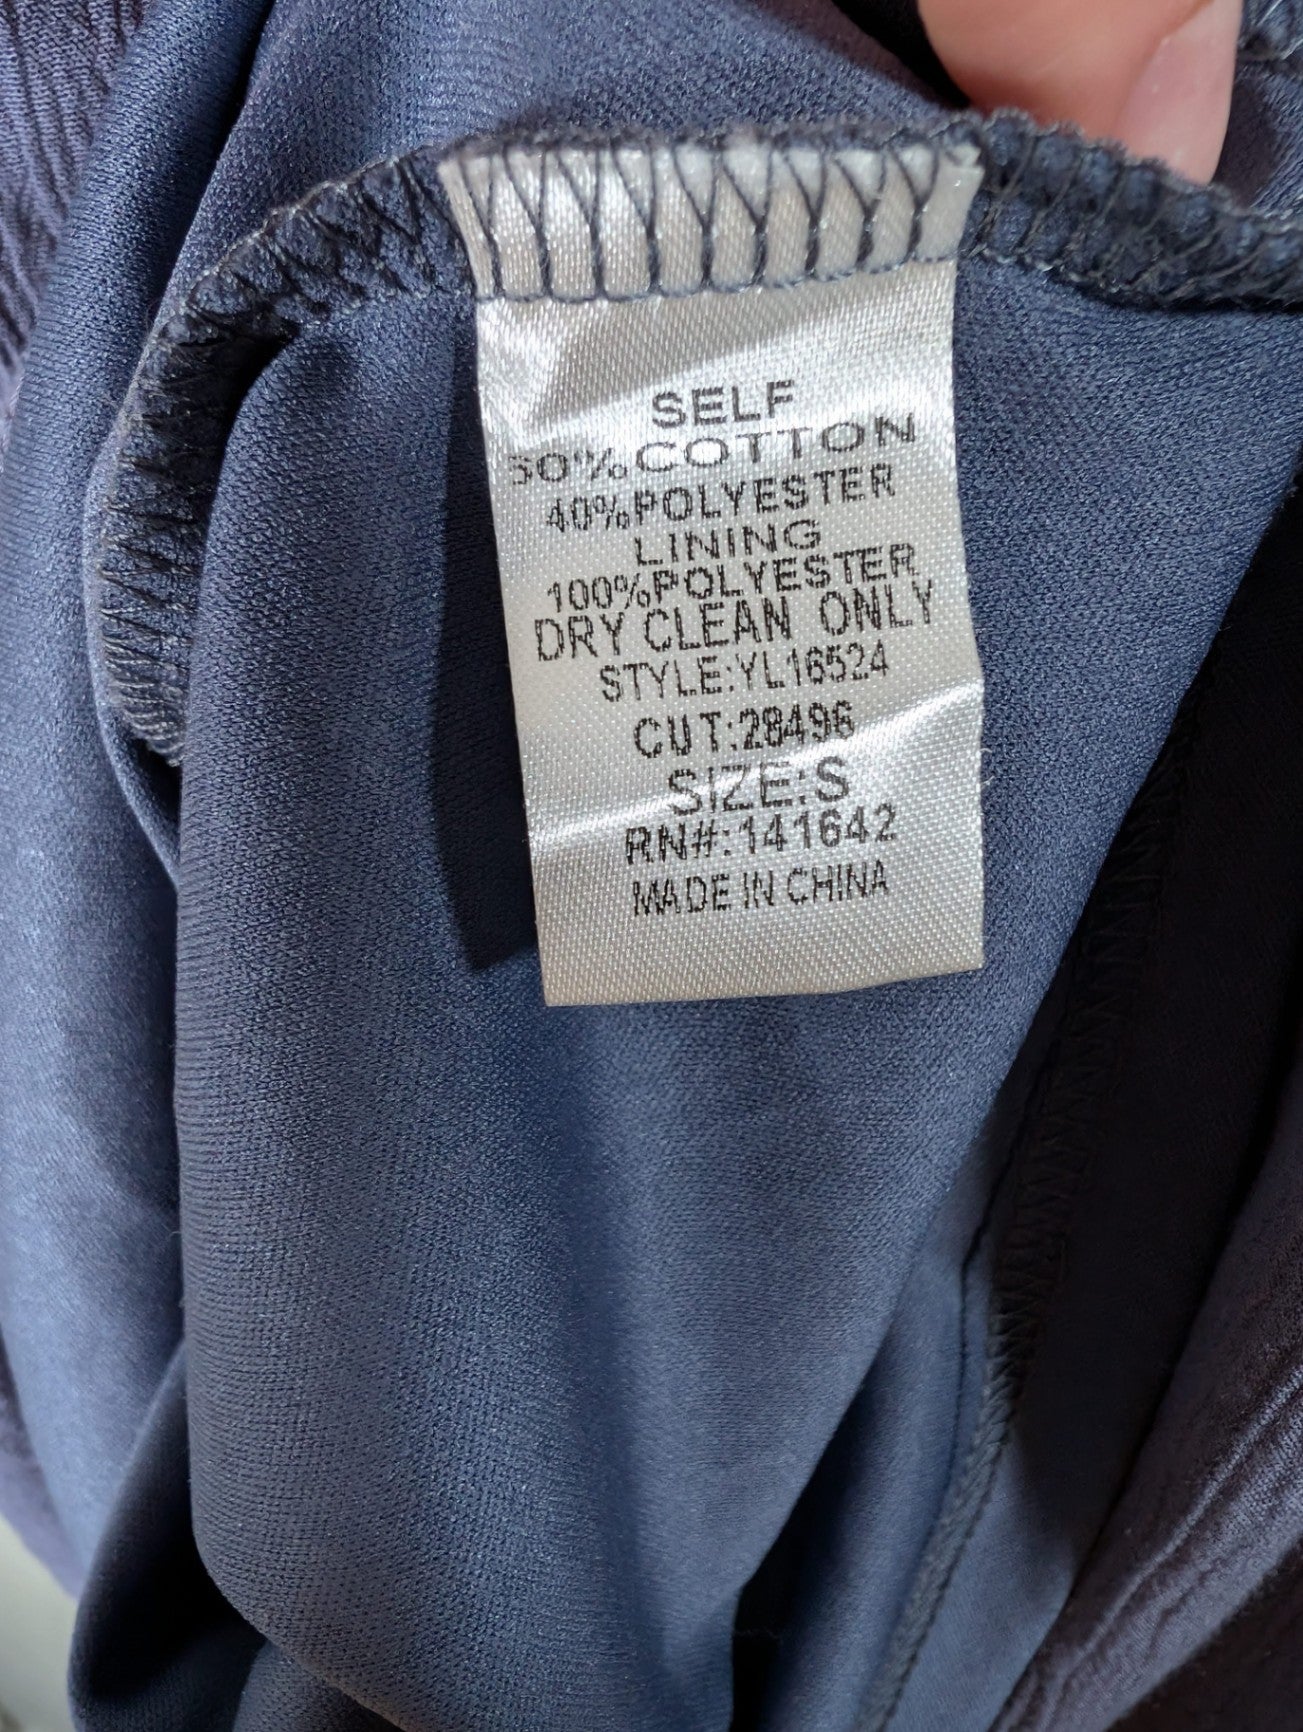 SELF
60%COTTON
40%POLYESTER
LINING
100%POLYESTER
DRY CLEAN ONLY
STYLE:YL16524
CUT:28496
SIZE:S
RN#:141642
MADE IN CHINA